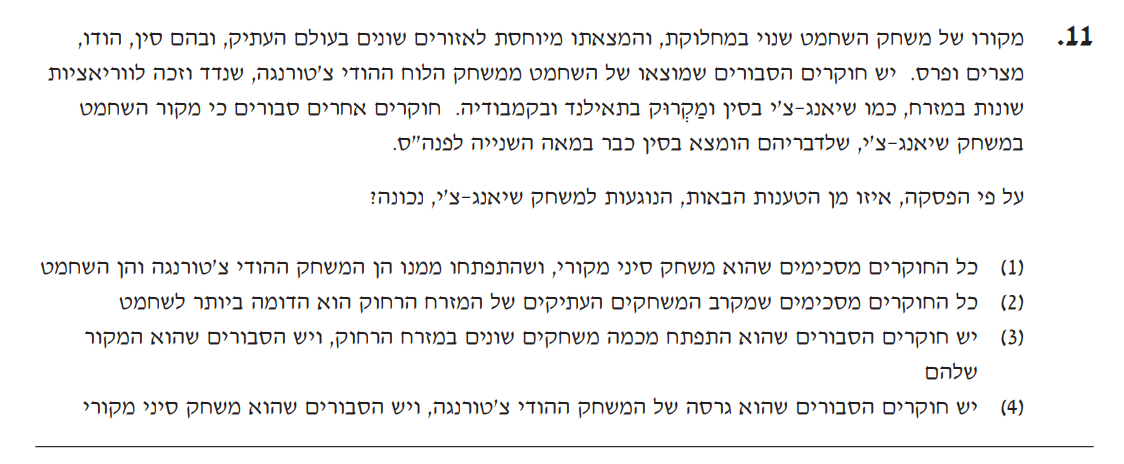 11. מקורו של משחק השחמט שנוי במחלוקת, והמצאתו מיוחסת לאזורים שונים בעולם העתיק, ובהם סין, הודו,
מצרים ופרס. יש חוקרים הסבורים שמוצאו של השחמט ממשחק הלוח ההודי צ'טורנגה, שנדד וזכה לווריאציות
שונות במזרח, כמו שיאנג-צ'י בסין ומַקְרוּק בתאילנד ובקמבודיה. חוקרים אחרים סבורים כי מקור השחמט
במשחק שיאנג-צ'י, שלדבריהם הומצא בסין כבר במאה השנייה לפנה"ס.
על פי הפסקה, איזו מן הטענות הבאות, הנוגעות למשחק שיאנג-צ'י, נכונה?
(1) כל החוקרים מסכימים שהוא משחק סיני מקורי, ושהתפתחו ממנו הן המשחק ההודי צ'טורנגה והן השחמט
(2) כל החוקרים מסכימים שמקרב המשחקים העתיקים של המזרח הרחוק הוא הדומה ביותר לשחמט
(3) יש חוקרים הסבורים שהוא התפתח מכמה משחקים שונים במזרח הרחוק, ויש הסבורים שהוא המקור
שלהם
(4) יש חוקרים הסבורים שהוא גרסה של המשחק ההודי צ'טורנגה, ויש הסבורים שהוא משחק סיני מקורי